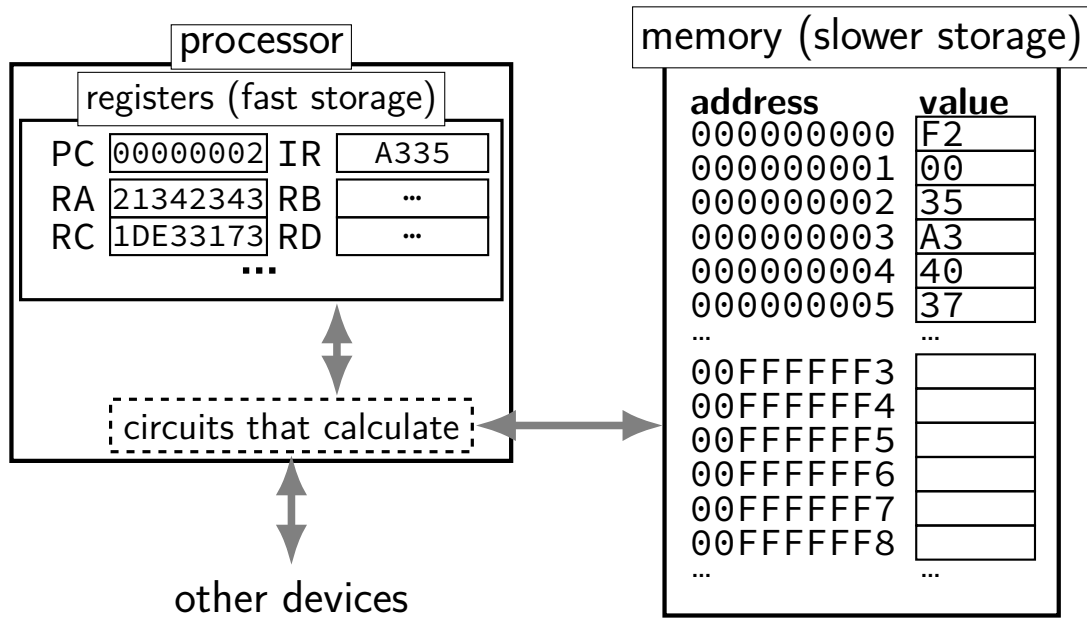 processor
registers (fast storage)
PC 00000002 IR A335
RA 21342343 RB …
RC 1DE33173 RD …
…
circuits that calculate
other devices
memory (slower storage)
address value
000000000 F2
000000001 00
000000002 35
000000003 A3
000000004 40
000000005 37
… …
00FFFFFF3
00FFFFFF4
00FFFFFF5
00FFFFFF6
00FFFFFF7
00FFFFFF8
… …